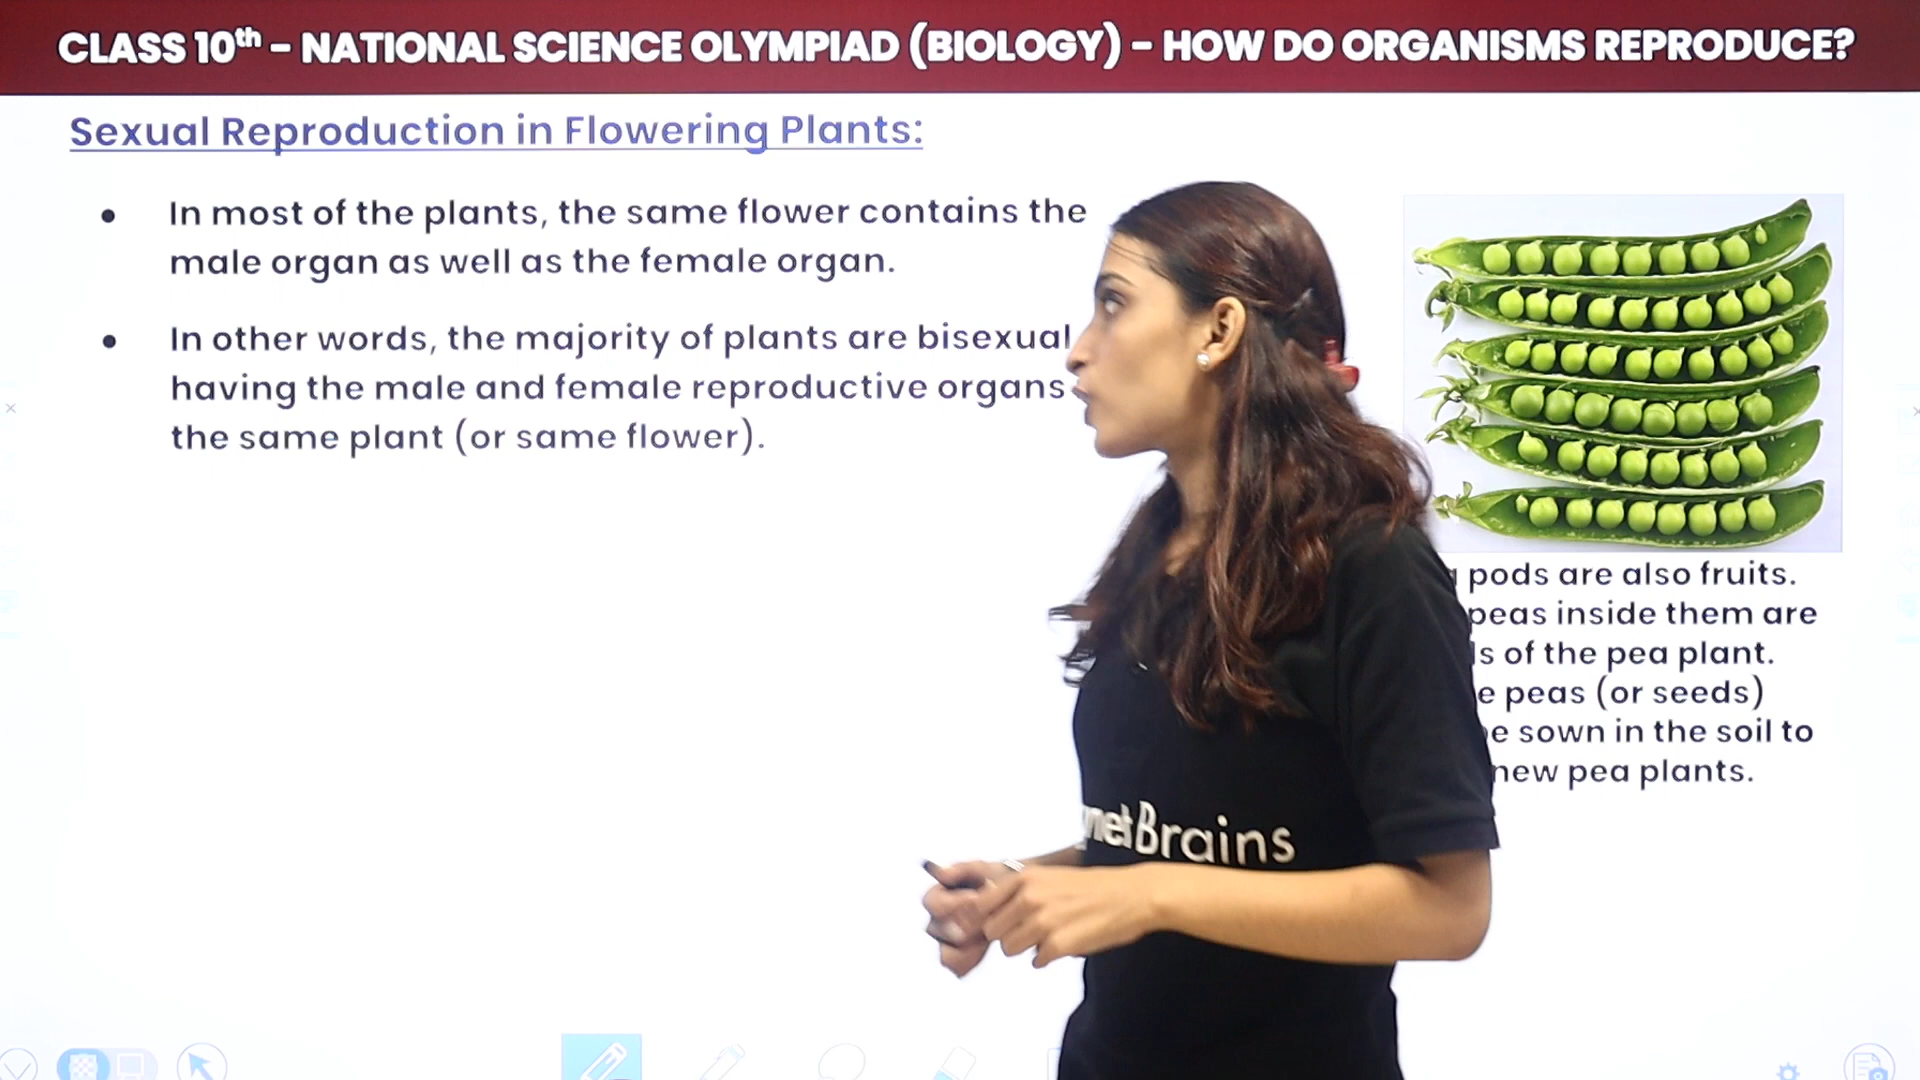 CLASS 10th – NATIONAL SCIENCE OLYMPIAD (BIOLOGY) – HOW DO ORGANISMS REPRODUCE?
Sexual Reproduction in Flowering Plants:
• In most of the plants, the same flower contains the
male organ as well as the female organ.
• In other words, the majority of plants are bisexual
having the male and female reproductive organs
the same plant (or same flower).
pods are also fruits.
peas inside them are
of the pea plant.
peas (or seeds)
sown in the soil to
new pea plants.
Brains